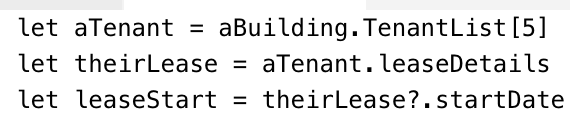 let aTenant = aBuilding.TenantList[5]
let theirLease = aTenant.leaseDetails
let leaseStart = theirLease?.startDate